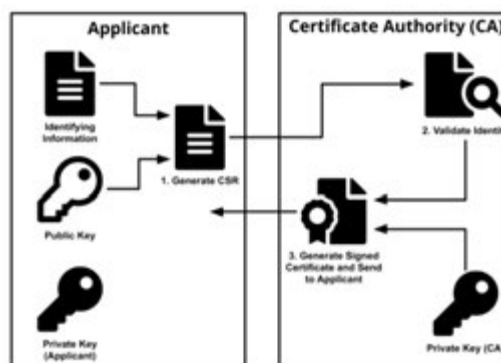 Applicant
Certificate Authority (CA)
Identifying
Information
1. Generate CSR
2. Validate Identit
Public Key
3. Generate Signed
Certificate and Send
to Applicant
Private Key
(Applicant)
Private Key (CA)